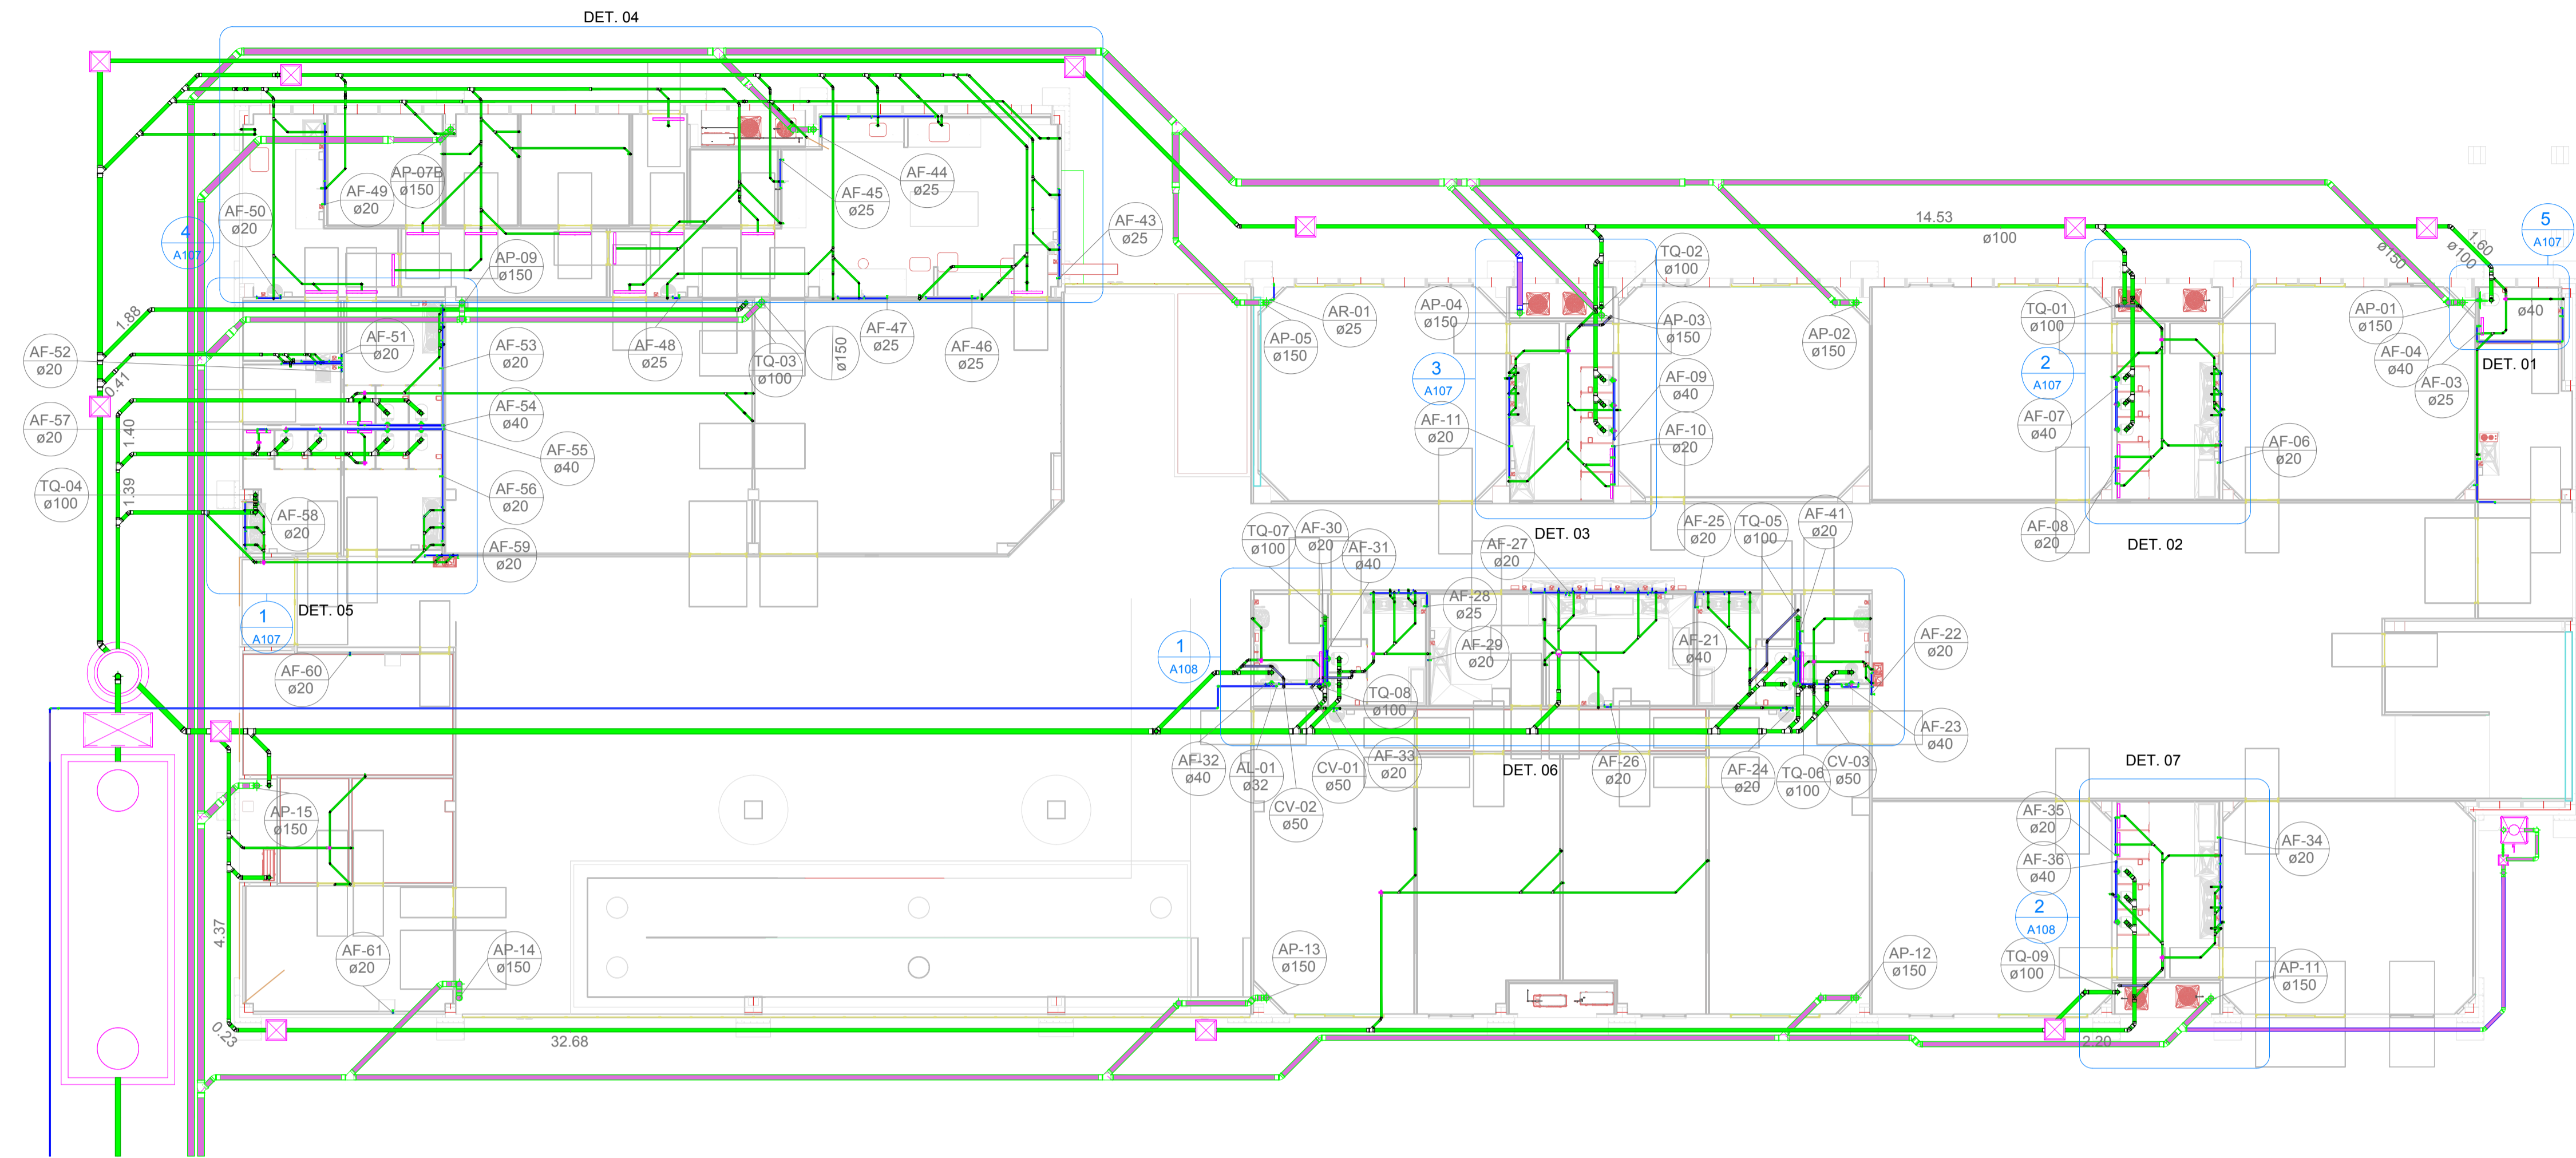 DET. 04
AF-50
ø20
AF-49
ø20
AP-07B
ø150
AF-45
ø25
AF-44
ø25
AF-43
ø25
4
A107
AP-09
ø150
1.88
AF-52
ø20
AF-51
ø20
AF-53
ø20
0.41
AF-57
ø20
1.40
AF-54
ø40
AF-55
ø40
AF-56
ø20
TQ-04
ø100
1.39
AF-58
ø20
AF-59
ø20
AF-48
ø25
TQ-03
ø100
ø150
AF-47
ø25
AF-46
ø25
1
A107
DET. 05
14.53
ø100
ø150
1.60
ø100
5
A107
AP-05
ø150
AR-01
ø25
AP-04
ø150
TQ-02
ø100
AP-03
ø150
3
A107
AF-09
ø40
AF-11
ø20
AF-10
ø20
DET. 03
AP-02
ø150
TQ-01
ø100
2
A107
AF-07
ø40
AF-06
ø20
AF-08
ø20
DET. 02
AP-01
ø150
AF-04
ø40
AF-03
ø25
ø40
DET. 01
TQ-07
ø100
AF-30
ø20
AF-31
ø40
AF-27
ø20
AF-25
ø20
TQ-05
ø100
AF-41
ø20
AF-28
ø25
AF-29
ø20
AF-21
ø40
AF-22
ø20
1
A108
TQ-08
ø100
AF-32
ø40
AL-01
ø32
CV-02
ø50
CV-01
ø50
AF-33
ø20
DET. 06
AF-26
ø20
AF-24
ø20
TQ-06
ø100
CV-03
ø50
AF-23
ø40
AF-60
ø20
AP-15
ø150
4.37
AF-61
ø20
AP-14
ø150
0.23
32.68
AP-13
ø150
AP-12
ø150
DET. 07
AF-35
ø20
AF-36
ø40
AF-34
ø20
2
A108
TQ-09
ø100
AP-11
ø150
2.20